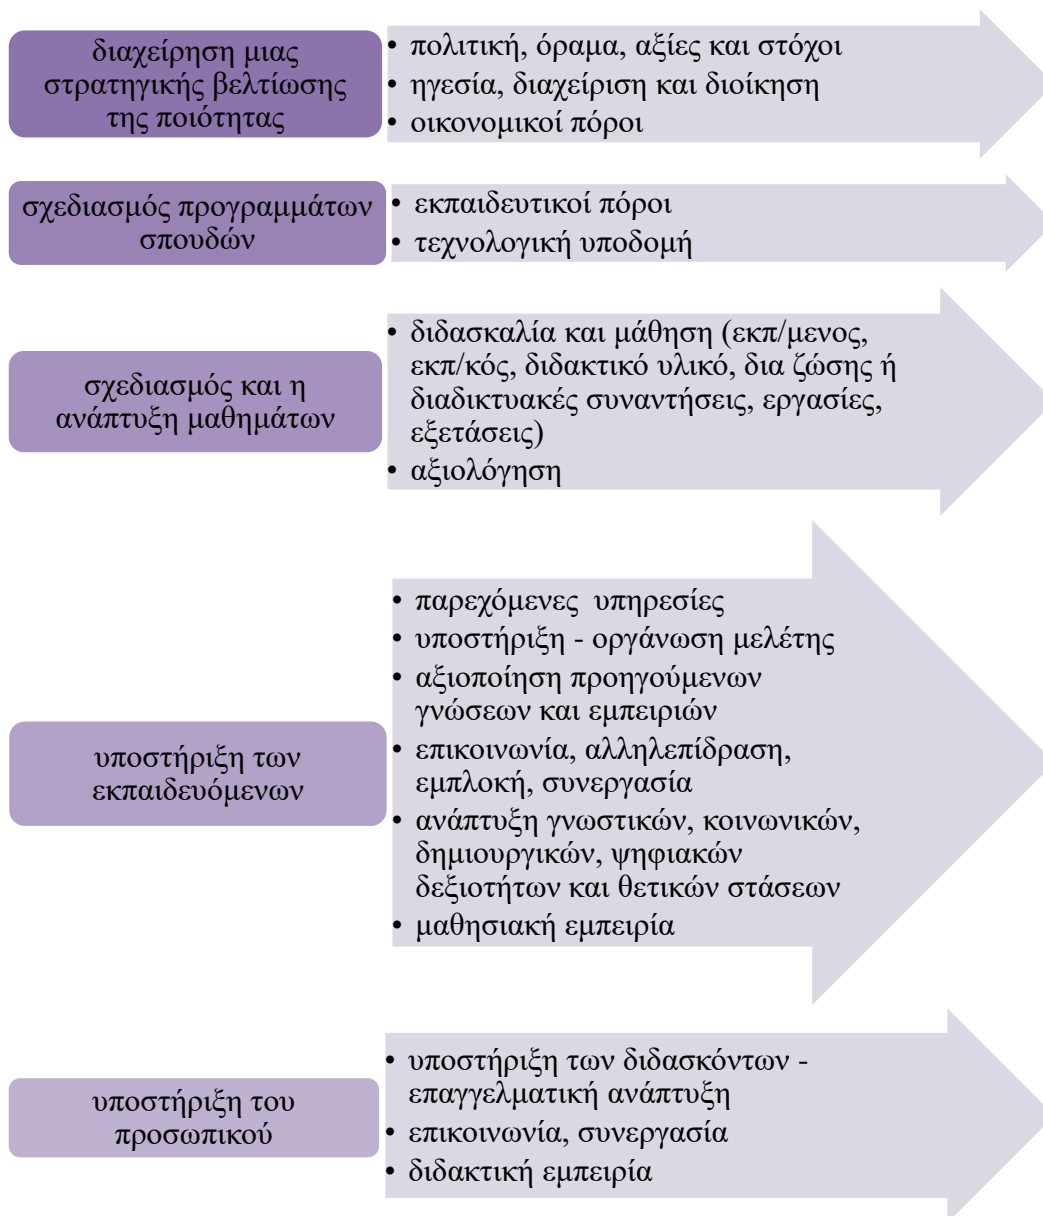 διαχείρηση μιας
στρατηγικής βελτίωσης
της ποιότητας
• πολιτική, όραμα, αξίες και στόχοι
• ηγεσία, διαχείριση και διοίκηση
• οικονομικοί πόροι
σχεδιασμός προγραμμάτων
σπουδών
• εκπαιδευτικοί πόροι
• τεχνολογική υποδομή
σχεδιασμός και η
ανάπτυξη μαθημάτων
• διδασκαλία και μάθηση (εκπ/μενος,
εκπ/κός, διδακτικό υλικό, δια ζώσης ή
διαδικτυακές συναντήσεις, εργασίες,
εξετάσεις)
• αξιολόγηση
υποστήριξη των
εκπαιδευόμενων
• παρεχόμενες υπηρεσίες
• υποστήριξη - οργάνωση μελέτης
• αξιοποίηση προηγούμενων
γνώσεων και εμπειριών
• επικοινωνία, αλληλεπίδραση,
εμπλοκή, συνεργασία
• ανάπτυξη γνωστικών, κοινωνικών,
δημιουργικών, ψηφιακών
δεξιοτήτων και θετικών στάσεων
• μαθησιακή εμπειρία
υποστήριξη του
προσωπικού
• υποστήριξη των διδασκόντων -
επαγγελματική ανάπτυξη
• επικοινωνία, συνεργασία
• διδακτική εμπειρία